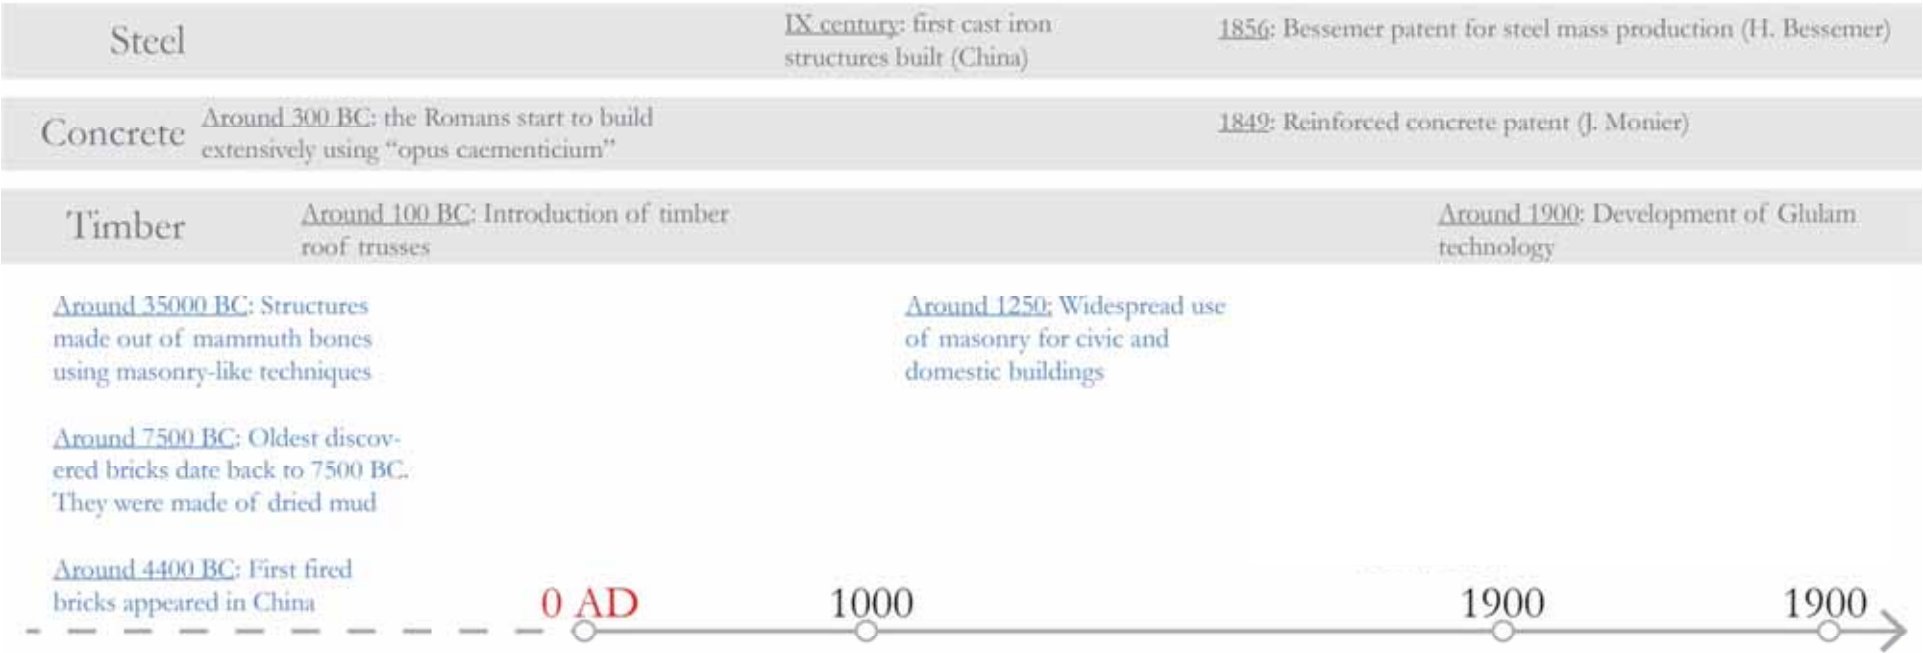 Steel
IX century: first cast iron
structures built (China)
1856: Bessemer patent for steel mass production (H. Bessemer)
Concrete
Around 300 BC: the Romans start to build
extensively using “opus caementicium”
1849: Reinforced concrete patent (J. Monier)
Timber
Around 100 BC: Introduction of timber
roof trusses
Around 1900: Development of Glulam
technology
Around 35000 BC: Structures
made out of mammuth bones
using masonry-like techniques
Around 1250: Widespread use
of masonry for civic and
domestic buildings
Around 7500 BC: Oldest discov-
ered bricks date back to 7500 BC.
They were made of dried mud
Around 4400 BC: First fired
bricks appeared in China
0 AD
1000
1900
1900